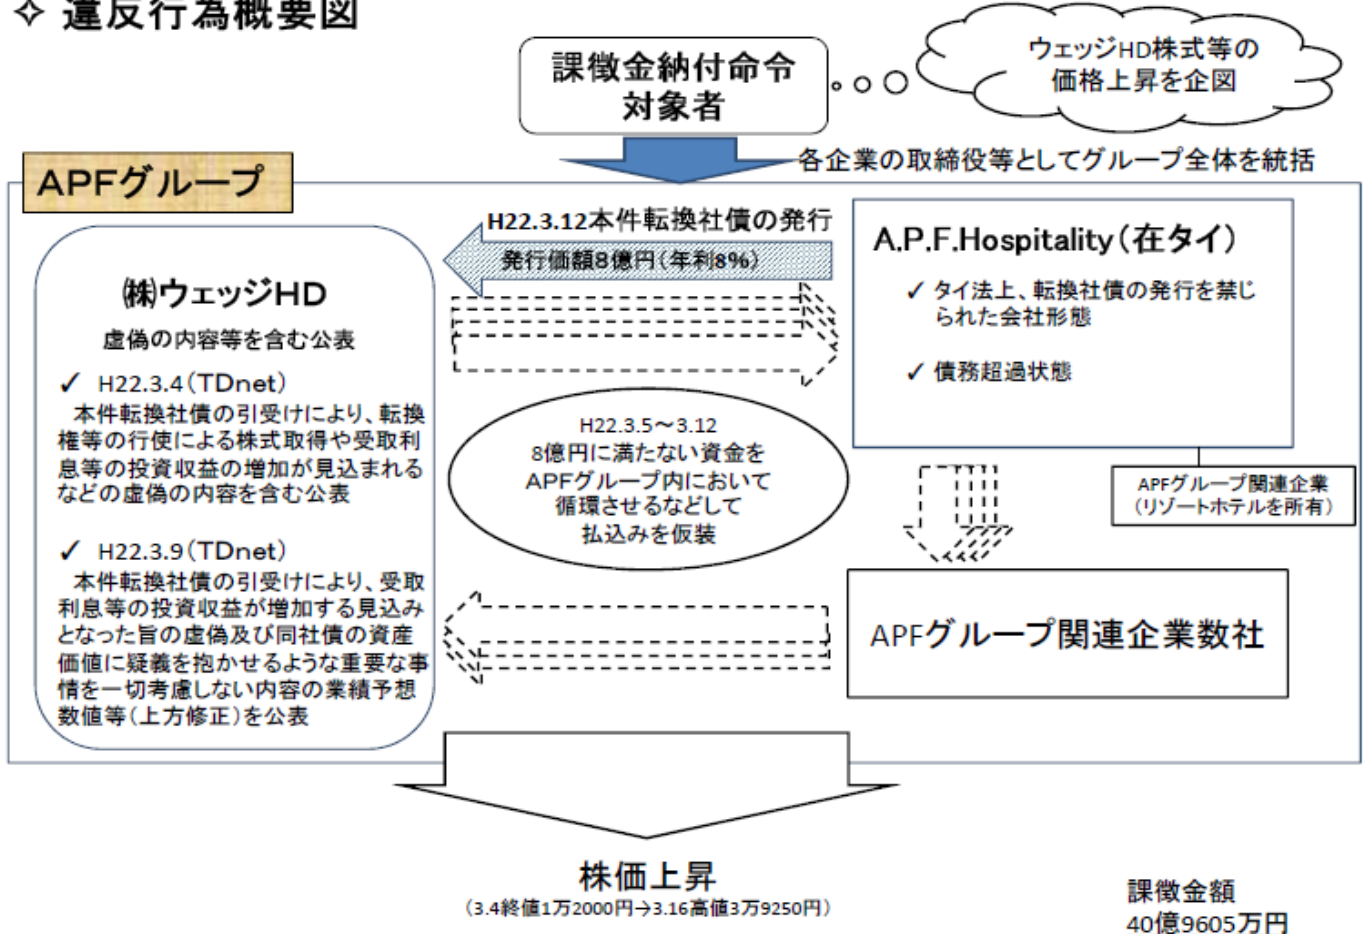 ✧ 違反行為概要図
課徴金納付命令
対象者
ウェッジHD株式等の
価格上昇を企図
各企業の取締役等としてグループ全体を統括
APFグループ
㈱ウェッジHD
虚偽の内容等を含む公表
✓ H22.3.4(TDnet)
本件転換社債の引受けにより、転換
権等の行使による株式取得や受取利
息等の投資収益の増加が見込まれる
などの虚偽の内容を含む公表
✓ H22.3.9(TDnet)
本件転換社債の引受けにより、受取
利息等の投資収益が増加する見込み
となった旨の虚偽及び同社債の資産
価値に疑義を抱かせるような重要な事
情を一切考慮しない内容の業績予想
数値等(上方修正)を公表
H22.3.12本件転換社債の発行
発行価額8億円(年利8%)
H22.3.5～3.12
8億円に満たない資金を
APFグループ内において
循環させるなどして
払込みを仮装
A.P.F.Hospitality(在タイ)
✓ タイ法上、転換社債の発行を禁じ
られた会社形態
✓ 債務超過状態
APFグループ関連企業
(リゾートホテルを所有)
APFグループ関連企業数社
株価上昇
(3.4終値1万2000円→3.16高値3万9250円)
課徴金額
40億9605万円